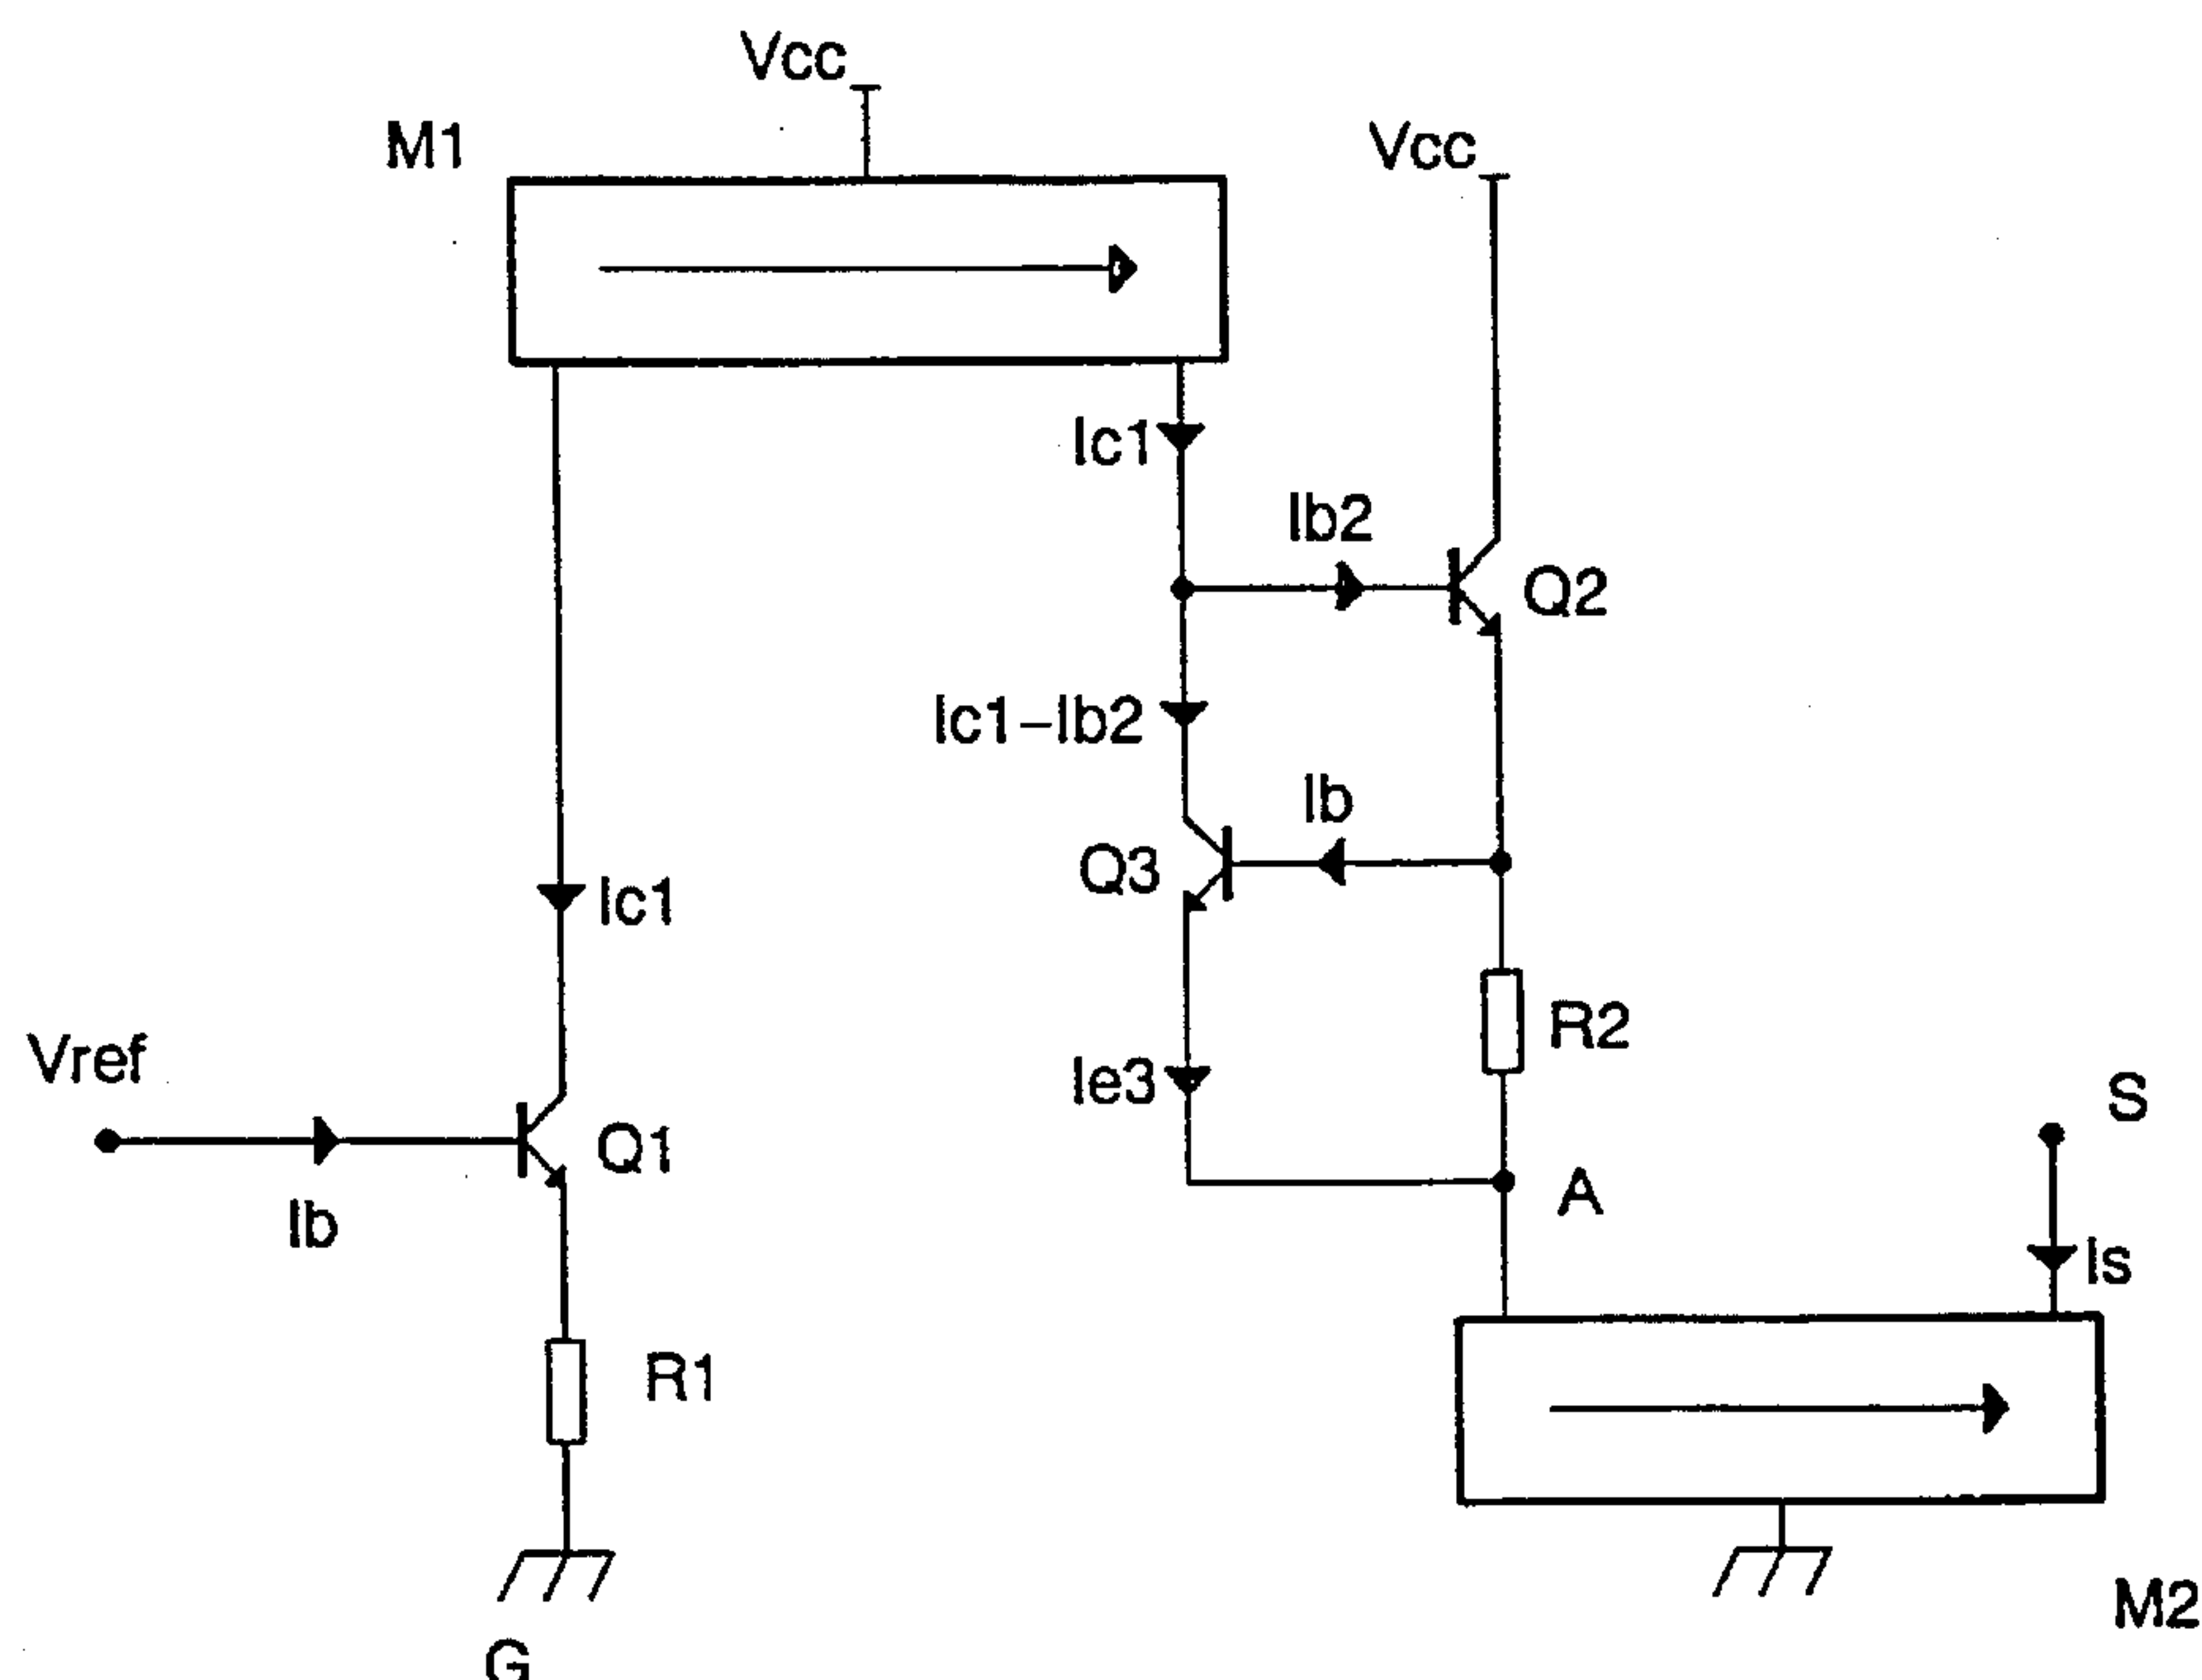 Vcc
M1
Vcc
Ic1
Ib2
Q2
Ic1-Ib2
Ib
Q3
Ic1
R2
Vref
Ie3
S
Q1
A
Ib
Is
R1
M2
G